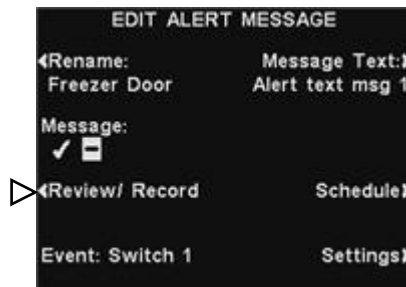 EDIT ALERT MESSAGE
Rename:
Freezer Door
Message Text:
Alert text msg 1
Message:
Review/ Record
Schedule
Event: Switch 1
Settings